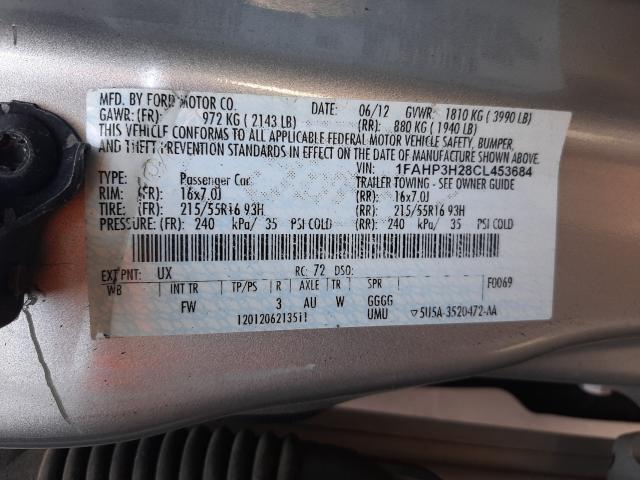 MFD. BY FORD MOTOR CO.
DATE: 06/12 GVWR: 1810 KG ( 3990 LB)
GAWR: (FR): 972 KG ( 2143 LB) (RR): 880 KG ( 1940 LB)
THIS VEHICLE CONFORMS TO ALL APPLICABLE FEDERAL MOTOR VEHICLE SAFETY, BUMPER,
AND THEFT PREVENTION STANDARDS IN EFFECT ON THE DATE OF MANUFACTURE SHOWN ABOVE.
VIN: 1FAHP3H28CL453684
TYPE: Passenger Car TRAILER TOWING - SEE OWNER GUIDE
RIM: (FR): 16x7.0J (RR): 16x7.0J
TIRE: (FR): 215/55R16 93H (RR): 215/55R16 93H
PRESSURE: (FR): 240 kPa/ 35 PSI COLD (RR): 240 kPa/ 35 PSI COLD
EXT PNT: UX RC: 72 DSO:
WB INT TR TP/PS R AXLE TR SPR F0069
FW 3 AU W GGGG
1201206213511 UMU ▽5U5A-3520472-AA